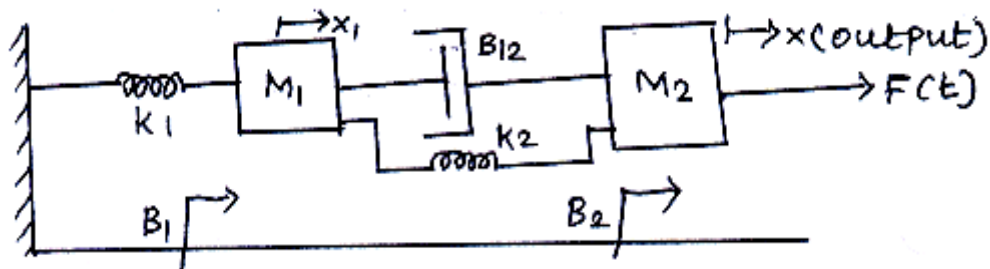 x₁
B₁₂
x(output)
M₁
M₂
F(t)
K₁
K₂
B₁
B₂